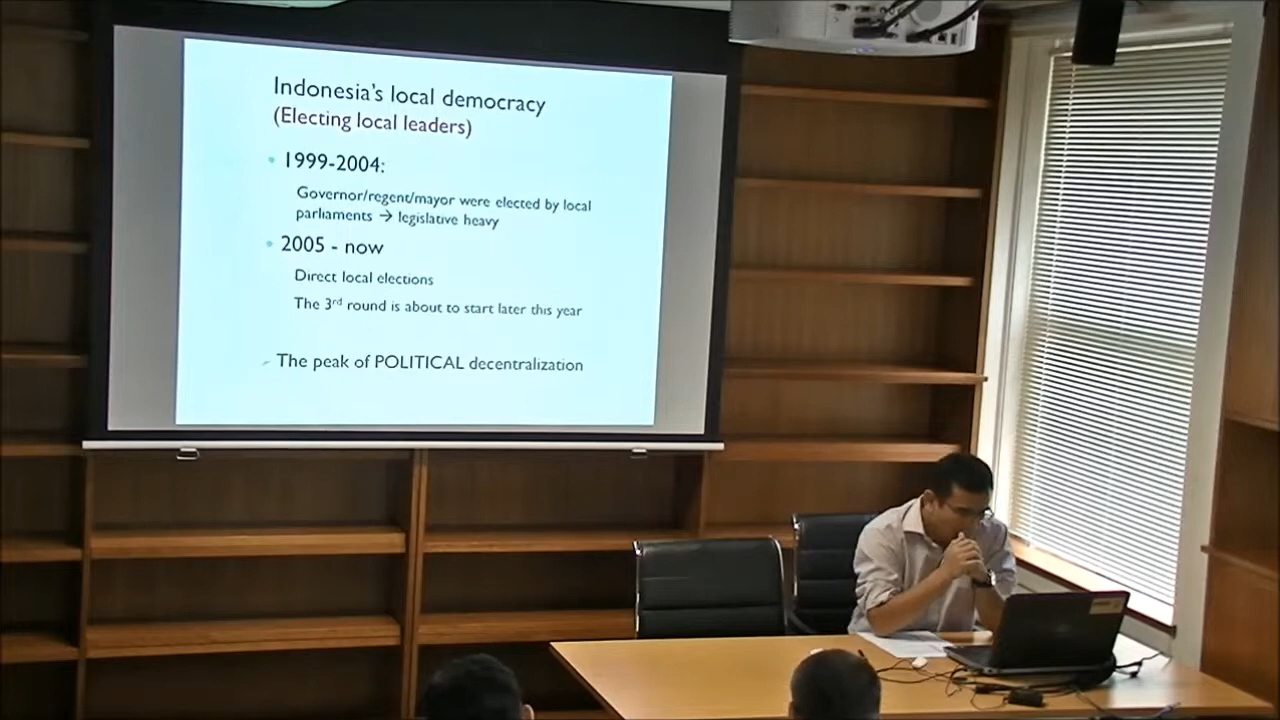 Indonesia's local democracy
(Electing local leaders)
• 1999-2004:
Governor/regent/mayor were elected by local
parliaments → legislative heavy
• 2005 - now
Direct local elections
The 3rd round is about to start later this year
– The peak of POLITICAL decentralization